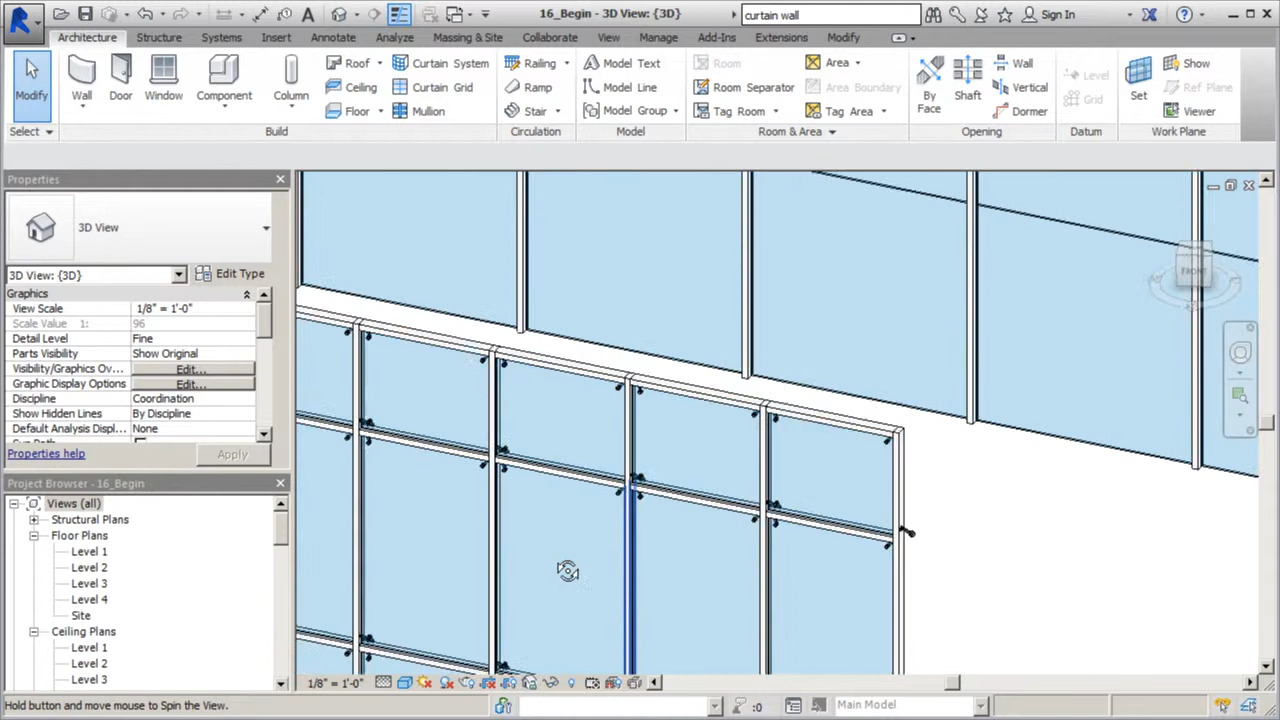 16_Begin - 3D View: {3D}
curtain wall
Sign In
Architecture Structure Systems Insert Annotate Analyze Massing & Site Collaborate View Manage Add-Ins Extensions Modify
Modify
Wall
Door
Window
Component
Column
Roof
Ceiling
Floor
Curtain System
Curtain Grid
Mullion
Railing
Ramp
Stair
Model Text
Model Line
Model Group
Room
Room Separator
Tag Room
Area
Area Boundary
Tag Area
By
Face
Shaft
Wall
Vertical
Dormer
Level
Grid
Set
Show
Ref Plane
Viewer
Select Build Circulation Model Room & Area Opening Datum Work Plane
Properties
3D View
3D View: {3D} Edit Type
Graphics
View Scale 1/8" = 1'-0"
Scale Value 1: 96
Detail Level Fine
Parts Visibility Show Original
Visibility/Graphics Ov... Edit...
Graphic Display Options Edit...
Discipline Coordination
Show Hidden Lines By Discipline
Default Analysis Displ... None
Properties help Apply
Project Browser - 16_Begin
Views (all)
Structural Plans
Floor Plans
Level 1
Level 2
Level 3
Level 4
Site
Ceiling Plans
Level 1
Level 2
Level 3
FRONT
1/8" = 1'-0"
Hold button and move mouse to Spin the View.
:0
Main Model